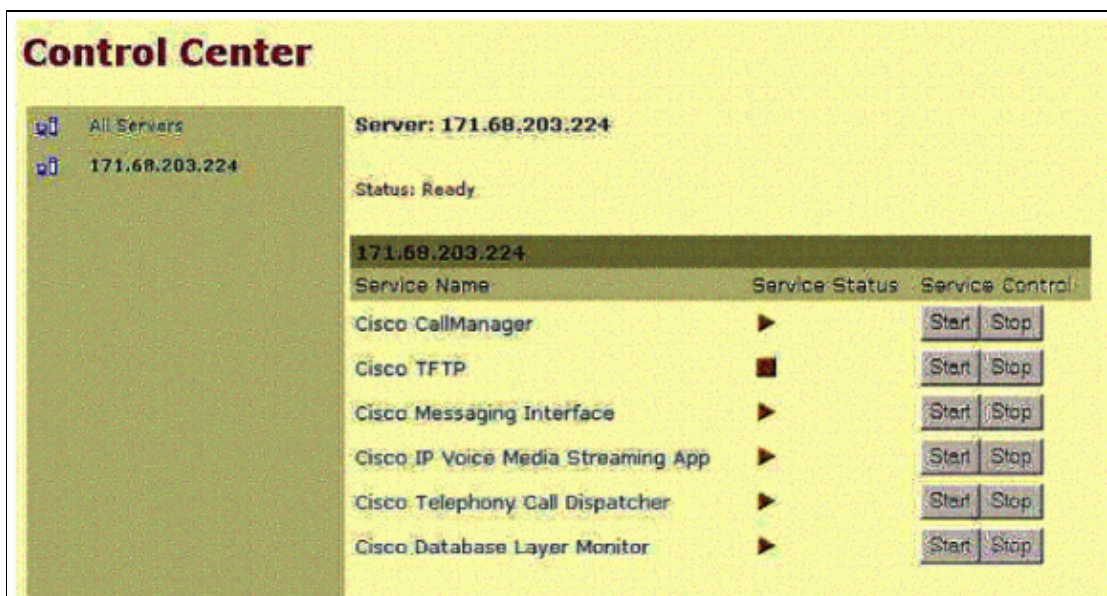 Control Center
All Servers
171.68.203.224
Server: 171.68.203.224
Status: Ready
171.68.203.224
Service Name Service Status Service Control
Cisco CallManager Start Stop
Cisco TFTP Start Stop
Cisco Messaging Interface Start Stop
Cisco IP Voice Media Streaming App Start Stop
Cisco Telephony Call Dispatcher Start Stop
Cisco Database Layer Monitor Start Stop